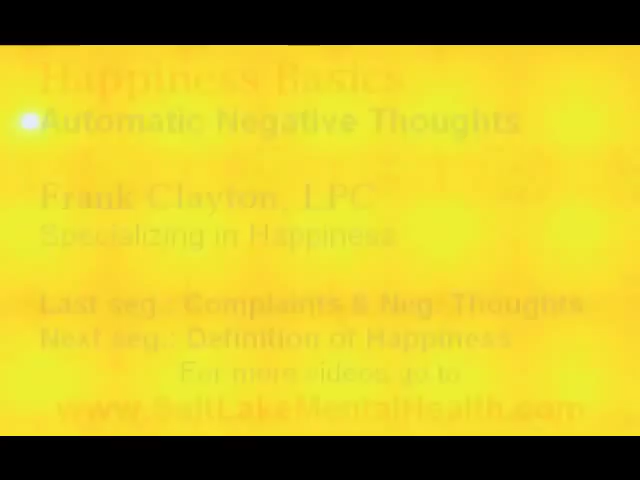 Happiness Basics
Automatic Negative Thoughts
Frank Clayton, LPC
Specializing in Happiness
Last seg.: Complaints & Neg. Thoughts
Next seg.: Definition of Happiness
For more videos go to
www.SaltLakeMentalHealth.com